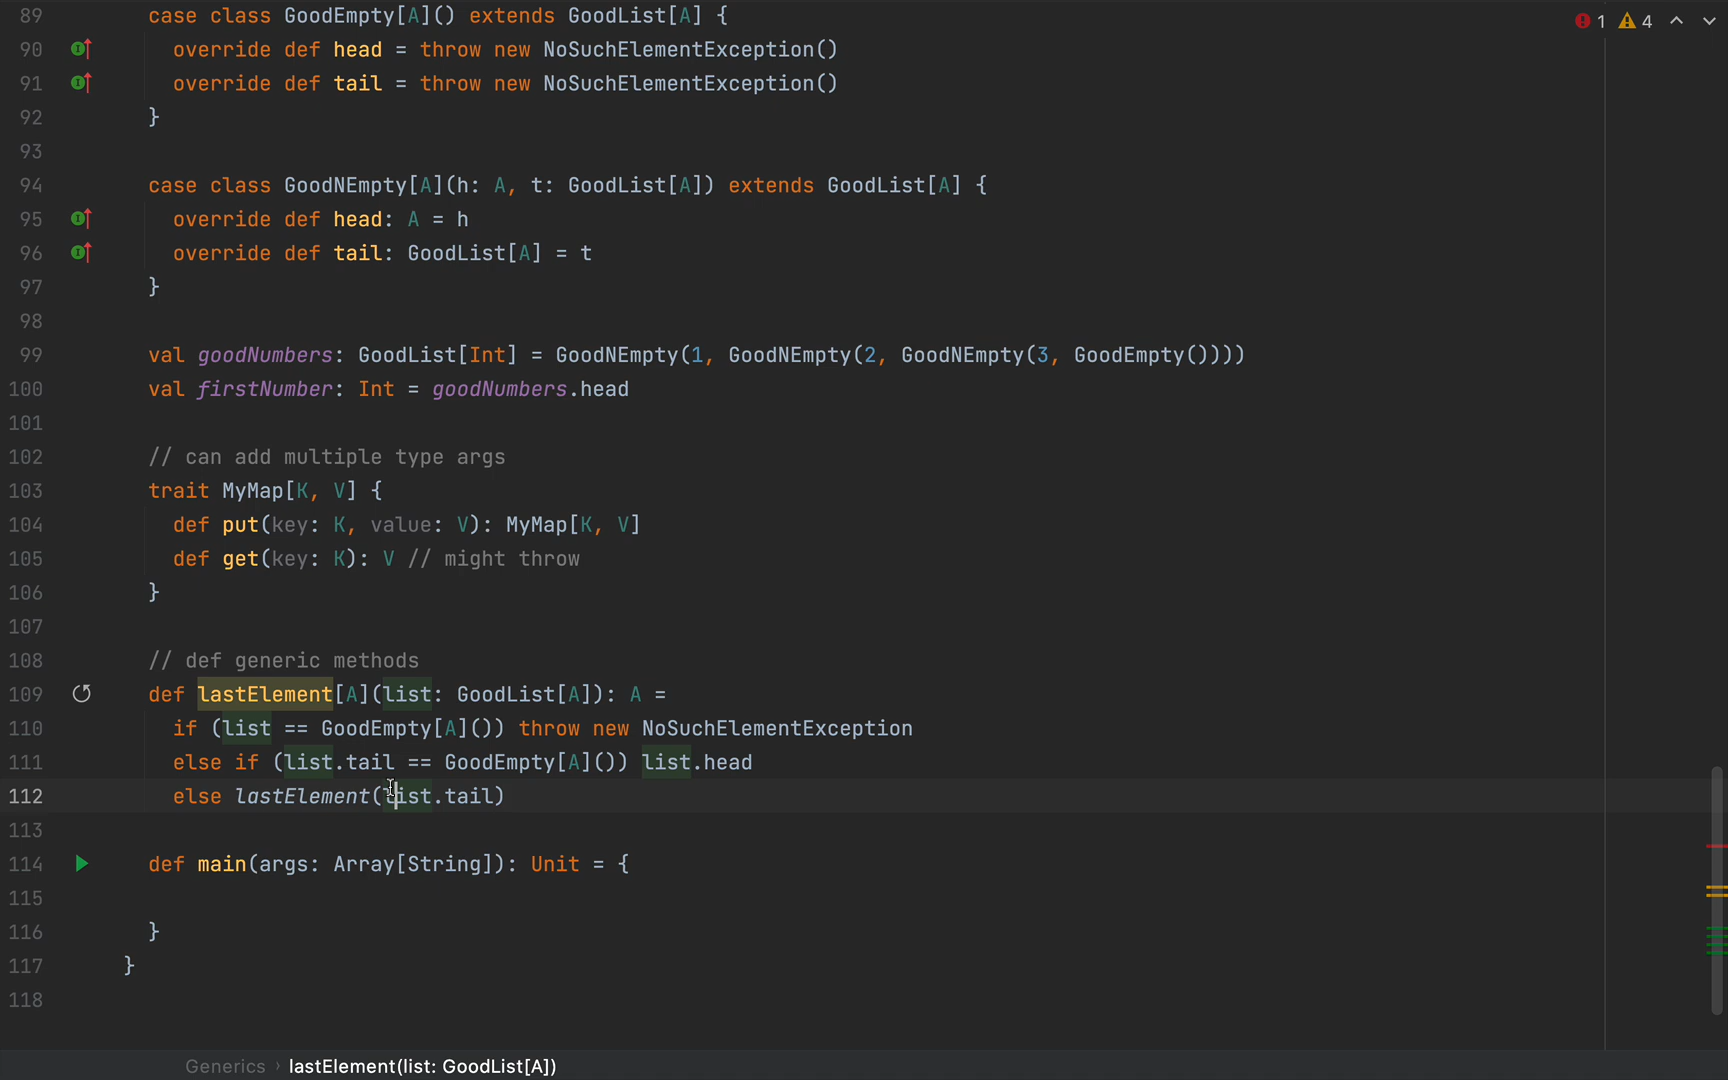 89 case class GoodEmpty[A]() extends GoodList[A] { 1 4
90 override def head = throw new NoSuchElementException()
91 override def tail = throw new NoSuchElementException()
92 }
93
94 case class GoodNEmpty[A](h: A, t: GoodList[A]) extends GoodList[A] {
95 override def head: A = h
96 override def tail: GoodList[A] = t
97 }
98
99 val goodNumbers: GoodList[Int] = GoodNEmpty(1, GoodNEmpty(2, GoodNEmpty(3, GoodEmpty())))
100 val firstNumber: Int = goodNumbers.head
101
102 // can add multiple type args
103 trait MyMap[K, V] {
104 def put(key: K, value: V): MyMap[K, V]
105 def get(key: K): V // might throw
106 }
107
108 // def generic methods
109 def lastElement[A](list: GoodList[A]): A =
110 if (list == GoodEmpty[A]()) throw new NoSuchElementException
111 else if (list.tail == GoodEmpty[A]()) list.head
112 else lastElement(list.tail)
113
114 def main(args: Array[String]): Unit = {
115
116 }
117 }
118
Generics › lastElement(list: GoodList[A])